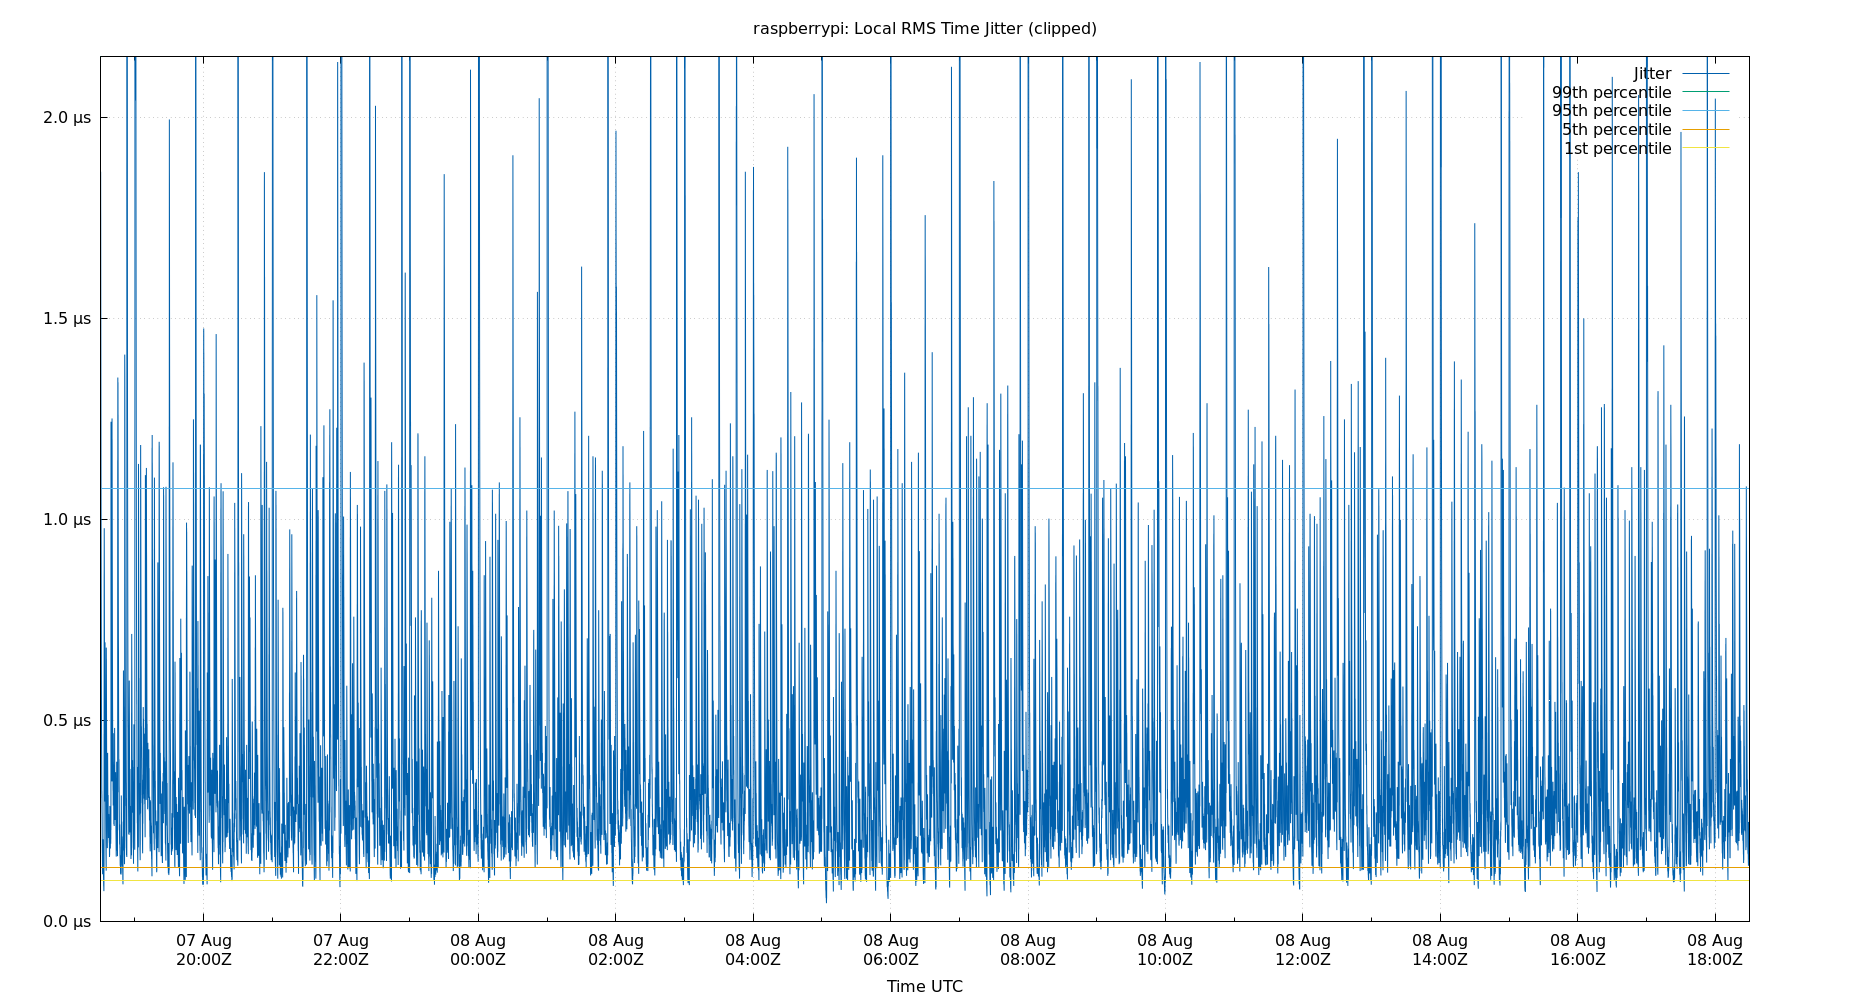 raspberrypi: Local RMS Time Jitter (clipped)
Jitter
99th percentile
95th percentile
5th percentile
1st percentile
2.0 µs
1.5 µs
1.0 µs
0.5 µs
0.0 µs
07 Aug 07 Aug 08 Aug 08 Aug 08 Aug 08 Aug 08 Aug 08 Aug 08 Aug 08 Aug 08 Aug 08 Aug
20:00Z 22:00Z 00:00Z 02:00Z 04:00Z 06:00Z 08:00Z 10:00Z 12:00Z 14:00Z 16:00Z 18:00Z
Time UTC